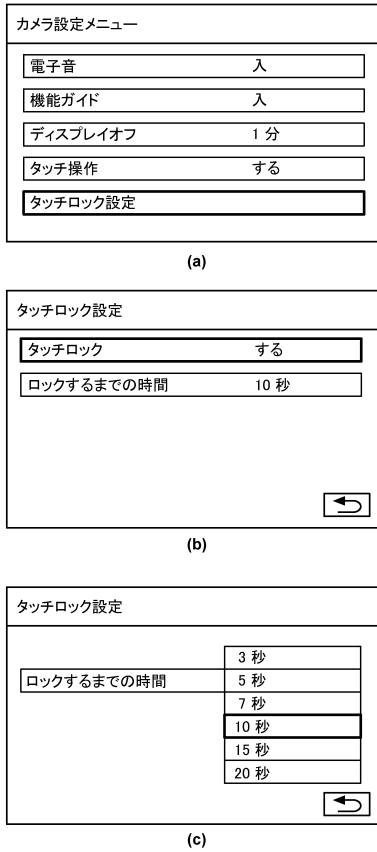 カメラ設定メニュー
電子音 入
機能ガイド 入
ディスプレイオフ 1 分
タッチ操作 する
タッチロック設定
(a)
タッチロック設定
タッチロック する
ロックするまでの時間 10 秒
(b)
タッチロック設定
3 秒
ロックするまでの時間 5 秒
7 秒
10 秒
15 秒
20 秒
(c)